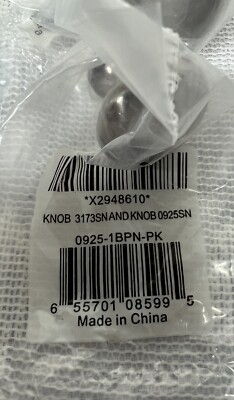 *X2948610*
KNOB 3173SN AND KNOB 0925SN
0925-1BPN-PK
6 55701 08599 5
Made in China